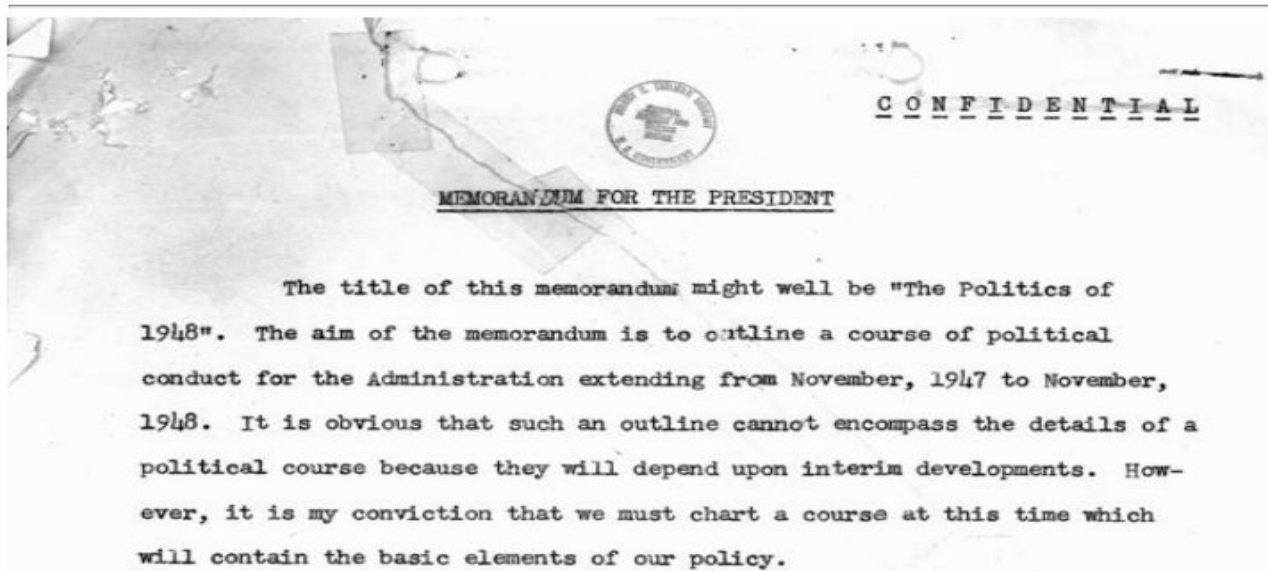 HARRY S. TRUMAN LIBRARY
U.S. GOVERNMENT
C O N F I D E N T I A L
MEMORANDUM FOR THE PRESIDENT
The title of this memorandum might well be "The Politics of
1948". The aim of the memorandum is to outline a course of political
conduct for the Administration extending from November, 1947 to November,
1948. It is obvious that such an outline cannot encompass the details of a
political course because they will depend upon interim developments. How-
ever, it is my conviction that we must chart a course at this time which
will contain the basic elements of our policy.